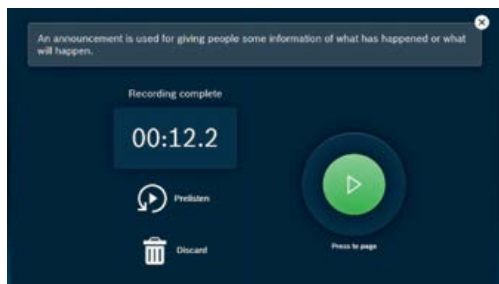 An announcement is used for giving people some information of what has happened or what
will happen.
Recording complete
00:12.2
Prelisten
Discard
Press to page